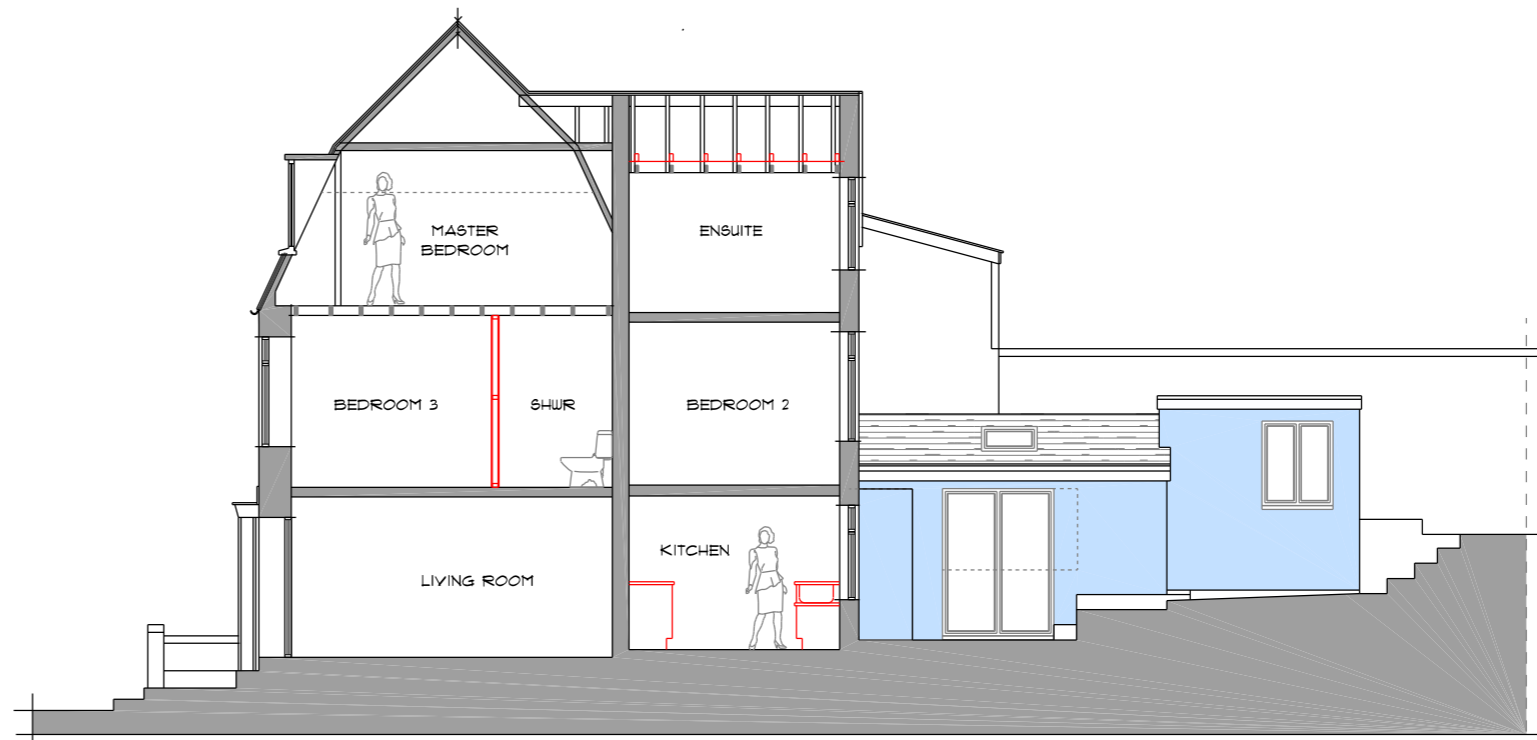 MASTER
BEDROOM
ENSUITE
BEDROOM 3
SHWR
BEDROOM 2
KITCHEN
LIVING ROOM